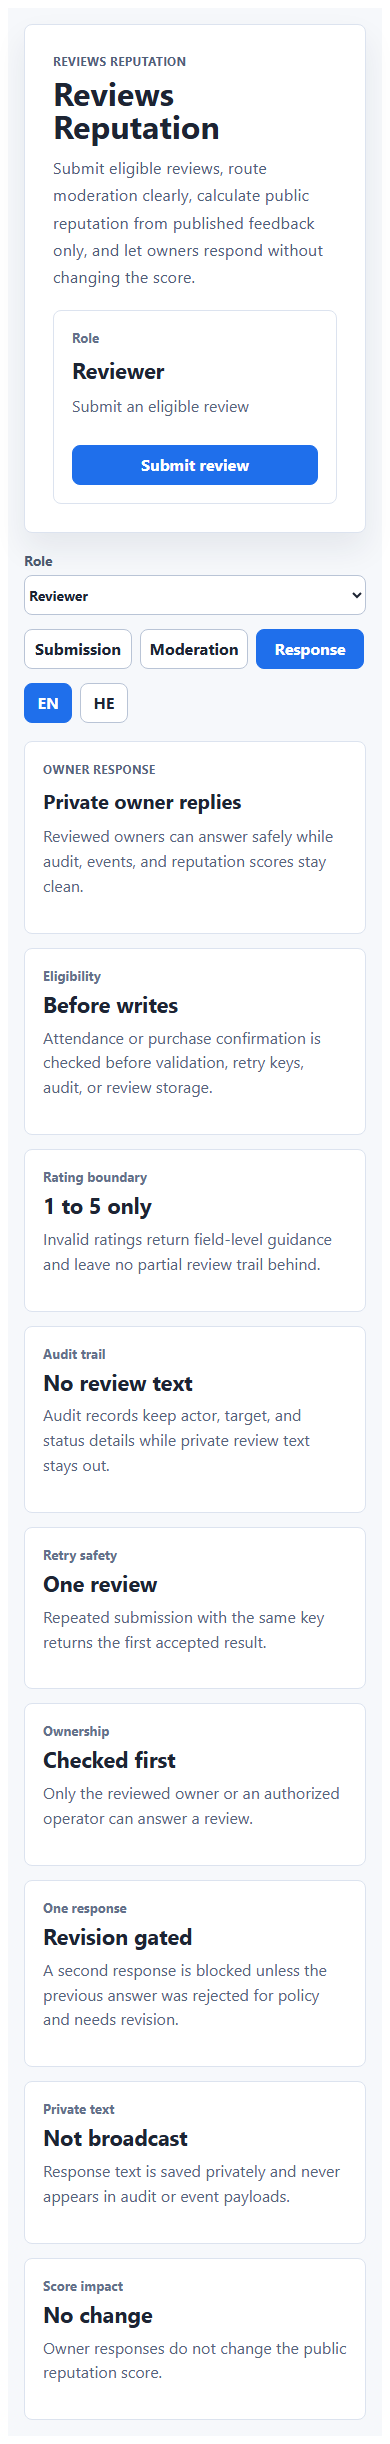 REVIEWS REPUTATION
Reviews
Reputation
Submit eligible reviews, route
moderation clearly, calculate public
reputation from published feedback
only, and let owners respond without
changing the score.
Role
Reviewer
Submit an eligible review
Submit review
Role
Reviewer
Submission Moderation Response
EN HE
OWNER RESPONSE
Private owner replies
Reviewed owners can answer safely while
audit, events, and reputation scores stay
clean.
Eligibility
Before writes
Attendance or purchase confirmation is
checked before validation, retry keys,
audit, or review storage.
Rating boundary
1 to 5 only
Invalid ratings return field-level guidance
and leave no partial review trail behind.
Audit trail
No review text
Audit records keep actor, target, and
status details while private review text
stays out.
Retry safety
One review
Repeated submission with the same key
returns the first accepted result.
Ownership
Checked first
Only the reviewed owner or an authorized
operator can answer a review.
One response
Revision gated
A second response is blocked unless the
previous answer was rejected for policy
and needs revision.
Private text
Not broadcast
Response text is saved privately and never
appears in audit or event payloads.
Score impact
No change
Owner responses do not change the public
reputation score.